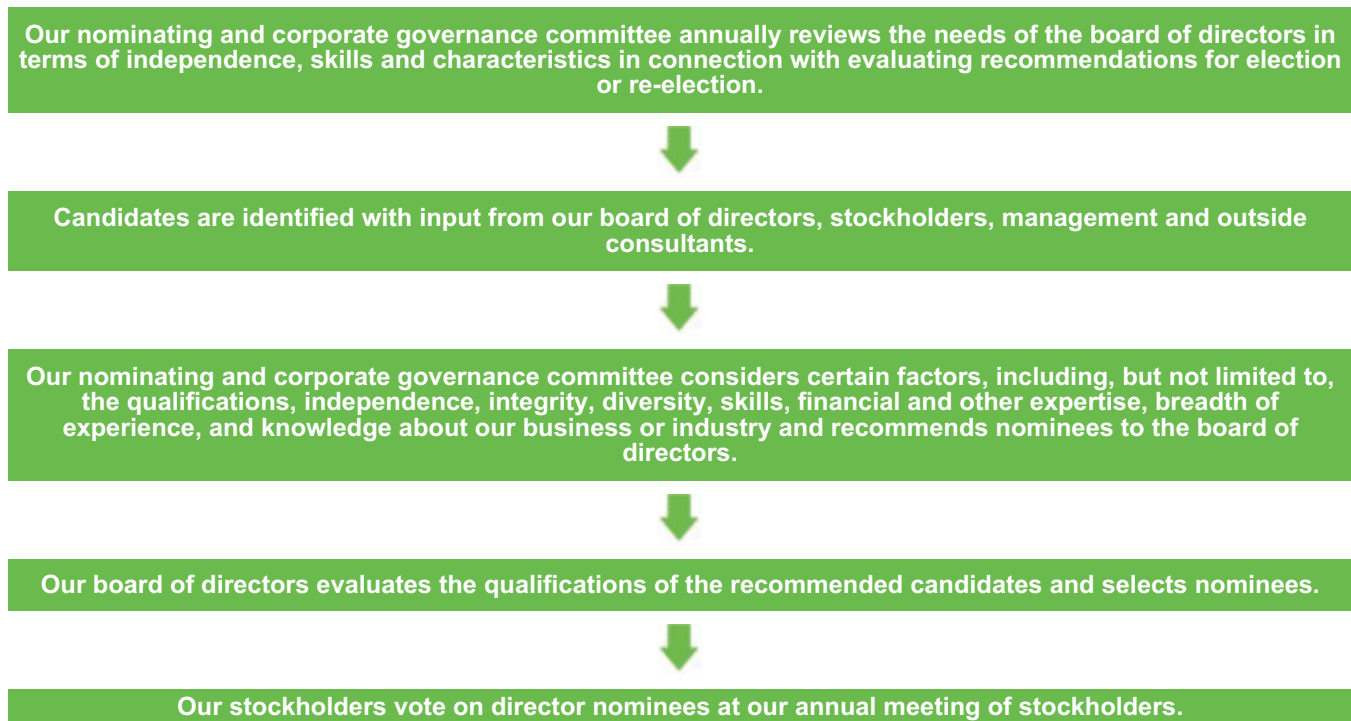 Our nominating and corporate governance committee annually reviews the needs of the board of directors in
terms of independence, skills and characteristics in connection with evaluating recommendations for election
or re-election.
Candidates are identified with input from our board of directors, stockholders, management and outside
consultants.
Our nominating and corporate governance committee considers certain factors, including, but not limited to,
the qualifications, independence, integrity, diversity, skills, financial and other expertise, breadth of
experience, and knowledge about our business or industry and recommends nominees to the board of
directors.
Our board of directors evaluates the qualifications of the recommended candidates and selects nominees.
Our stockholders vote on director nominees at our annual meeting of stockholders.